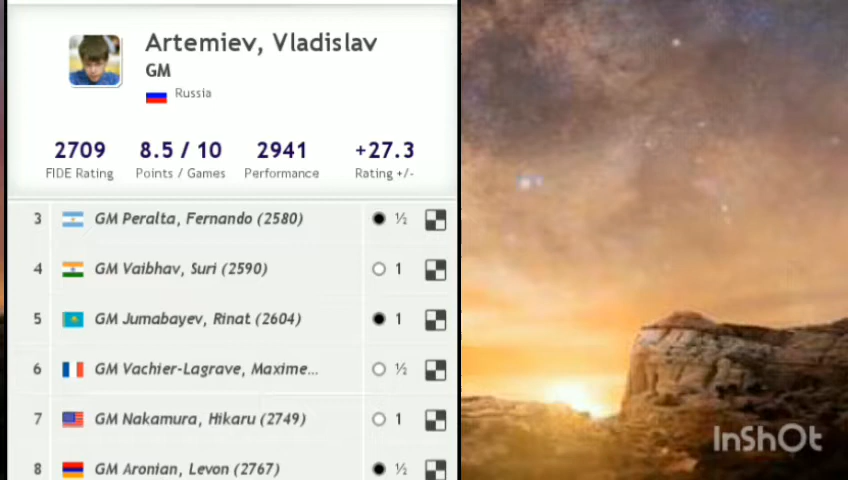 Artemiev, Vladislav
GM
Russia
2709 8.5 / 10 2941 +27.3
FIDE Rating Points / Games Performance Rating +/-
3 GM Peralta, Fernando (2580) ½
4 GM Vaibhav, Suri (2590) 1
5 GM Jumabayev, Rinat (2604) 1
6 GM Vachier-Lagrave, Maxime... ½
7 GM Nakamura, Hikaru (2749) 1
8 GM Aronian, Levon (2767) ½
InShOt